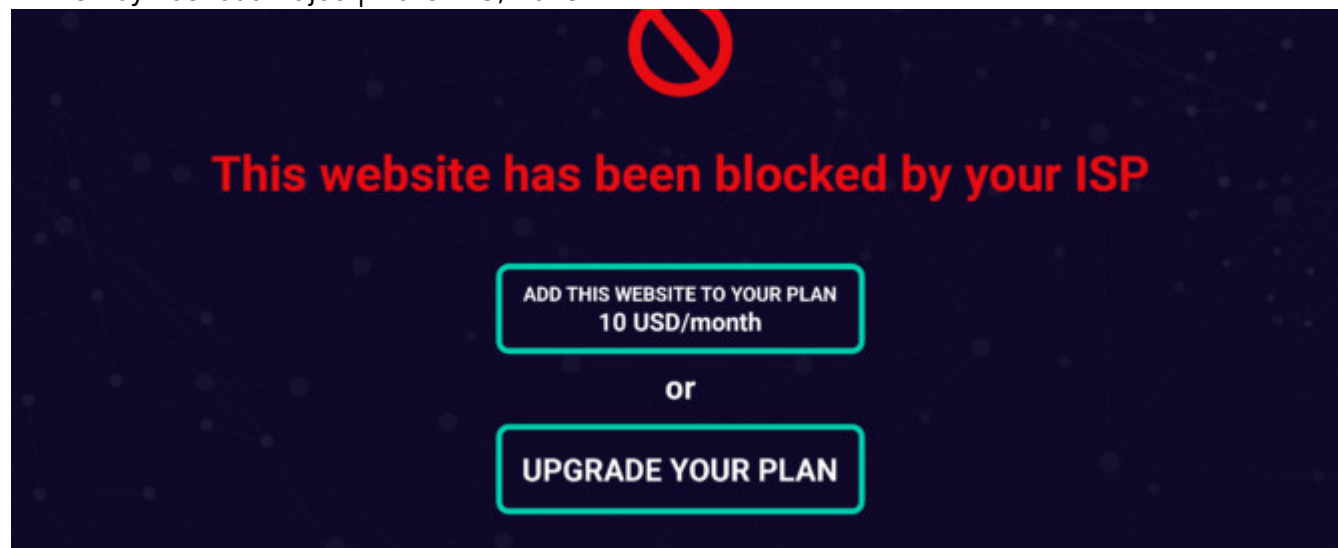 This website has been blocked by your ISP
ADD THIS WEBSITE TO YOUR PLAN
10 USD/month
or
UPGRADE YOUR PLAN